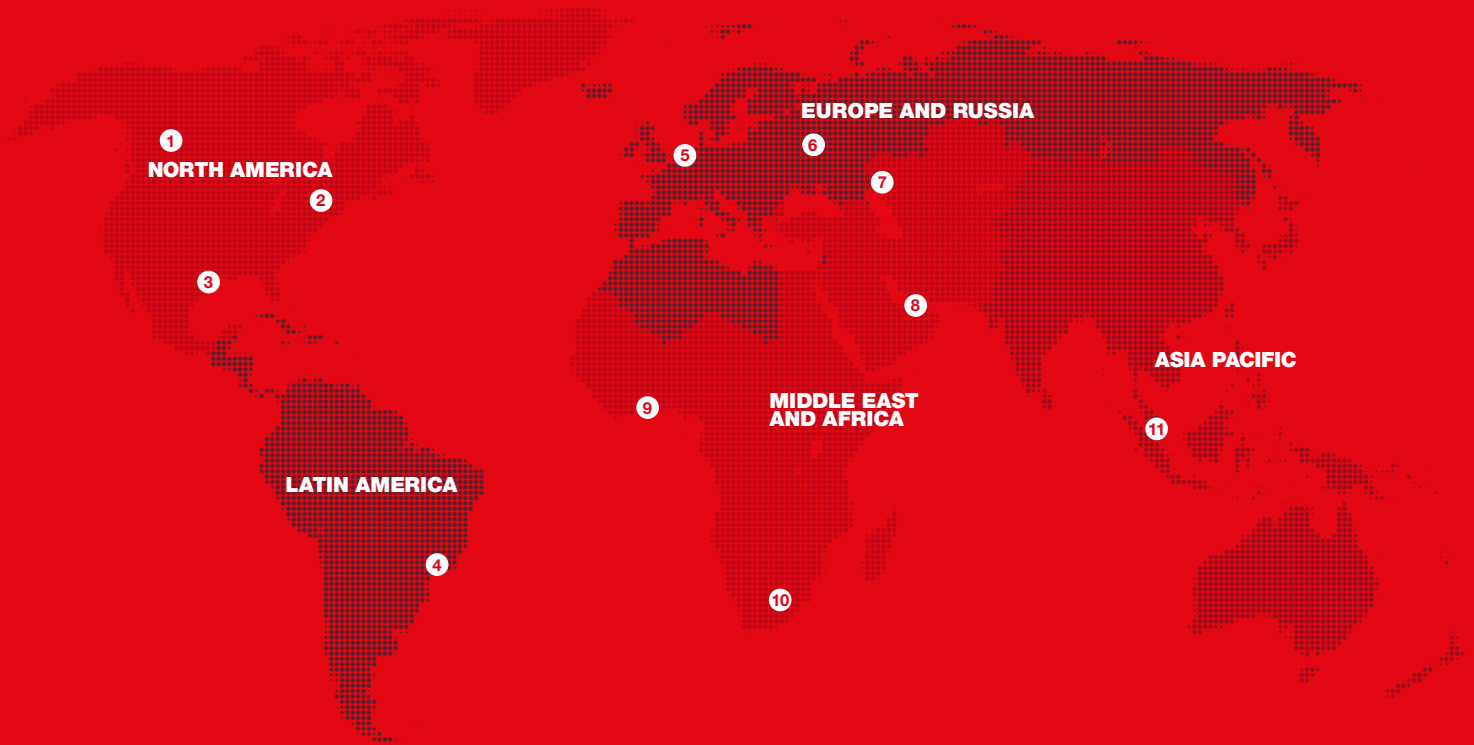 EUROPE AND RUSSIA
1
6
5
NORTH AMERICA
7
2
3
8
ASIA PACIFIC
MIDDLE EAST
AND AFRICA
9
11
LATIN AMERICA
4
10